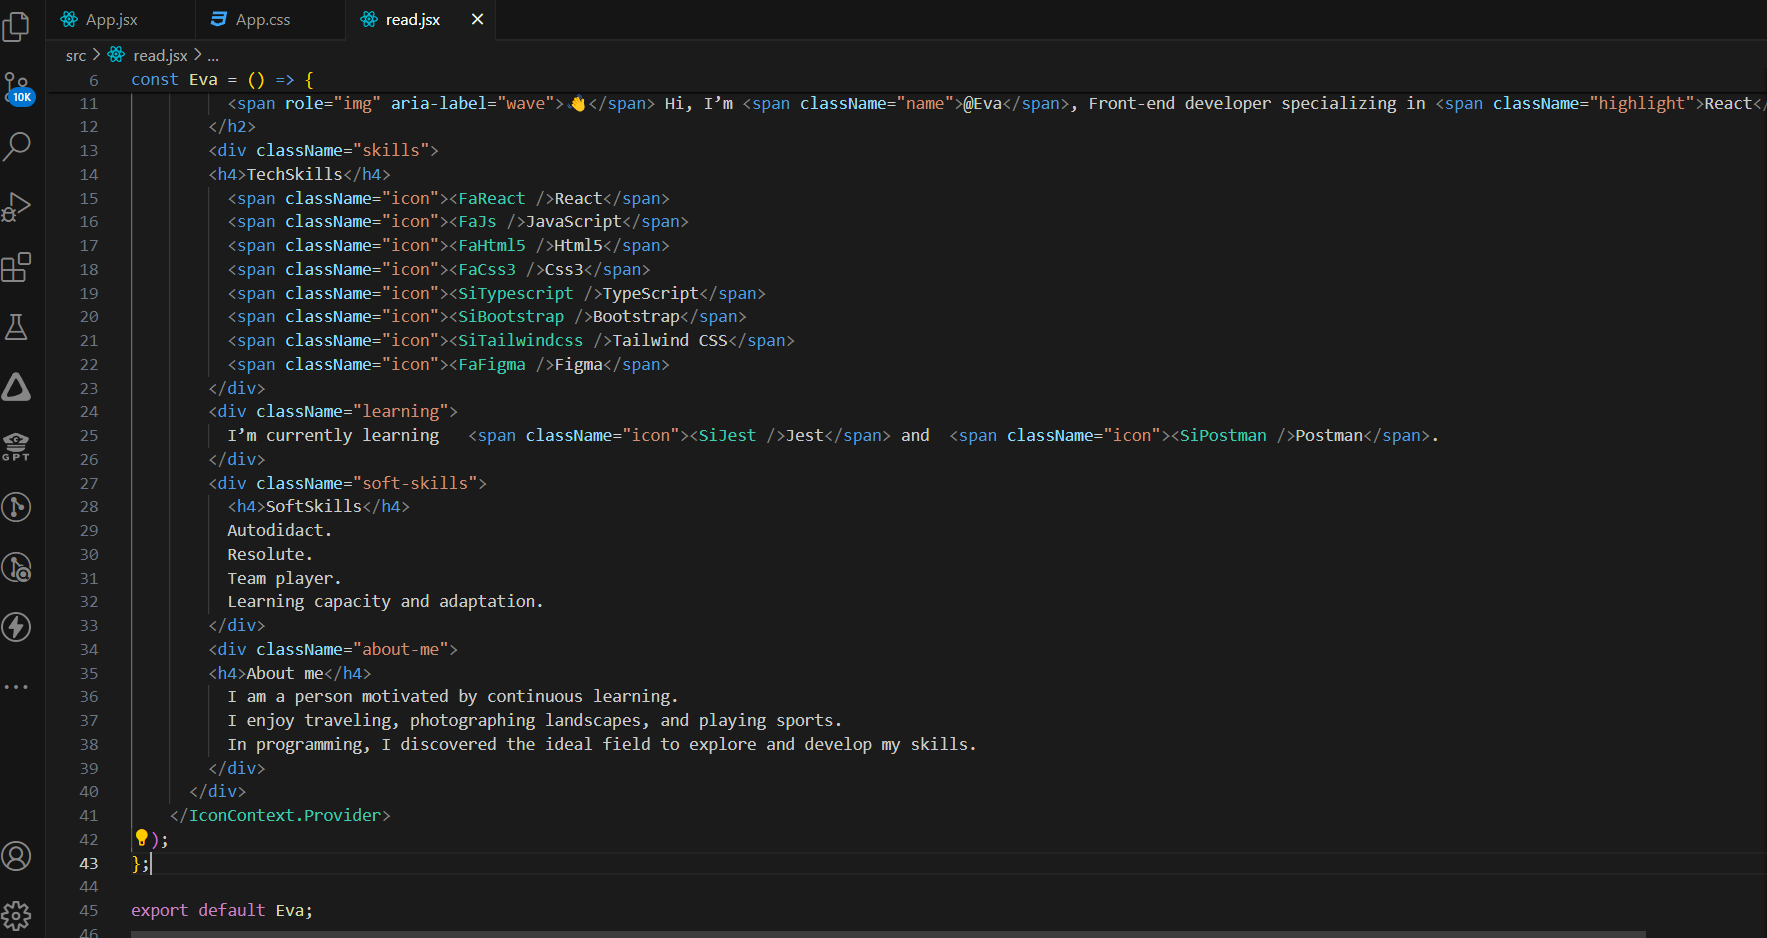 App.jsx App.css read.jsx
src > read.jsx > ...
6 const Eva = () => {
11 <span role="img" aria-label="wave">👋</span> Hi, I’m <span className="name">@Eva</span>, Front-end developer specializing in <span className="highlight">React</
12 </h2>
13 <div className="skills">
14 <h4>TechSkills</h4>
15 <span className="icon"><FaReact />React</span>
16 <span className="icon"><FaJs />JavaScript</span>
17 <span className="icon"><FaHtml5 />Html5</span>
18 <span className="icon"><FaCss3 />Css3</span>
19 <span className="icon"><SiTypescript />TypeScript</span>
20 <span className="icon"><SiBootstrap />Bootstrap</span>
21 <span className="icon"><SiTailwindcss />Tailwind CSS</span>
22 <span className="icon"><FaFigma />Figma</span>
23 </div>
24 <div className="learning">
25 I’m currently learning <span className="icon"><SiJest />Jest</span> and <span className="icon"><SiPostman />Postman</span>.
26 </div>
27 <div className="soft-skills">
28 <h4>SoftSkills</h4>
29 Autodidact.
30 Resolute.
31 Team player.
32 Learning capacity and adaptation.
33 </div>
34 <div className="about-me">
35 <h4>About me</h4>
36 I am a person motivated by continuous learning.
37 I enjoy traveling, photographing landscapes, and playing sports.
38 In programming, I discovered the ideal field to explore and develop my skills.
39 </div>
40 </div>
41 </IconContext.Provider>
42 );
43 };
44
45 export default Eva;
46
10K
GPT